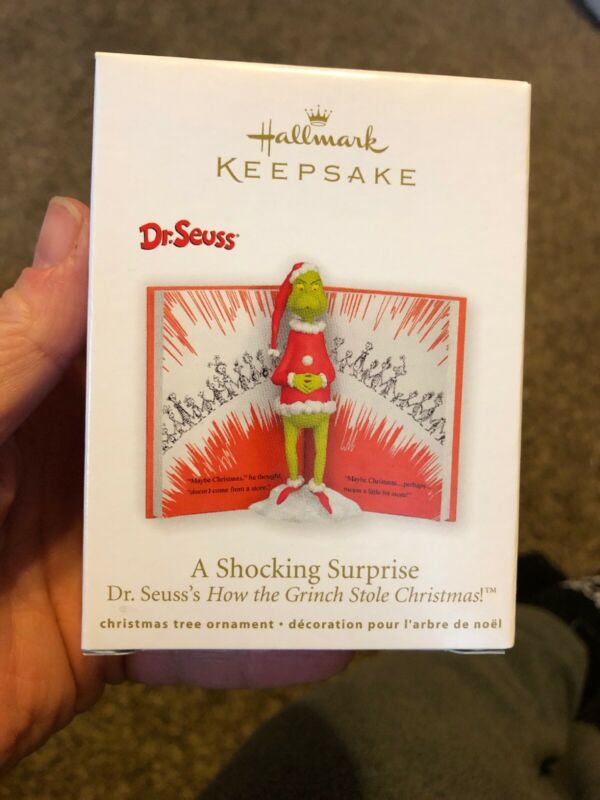 Hallmark
KEEPSAKE
Dr. Seuss
"Maybe Christmas," he thought,
"doesn't come from a store."
"Maybe Christmas...perhaps...
means a little bit more!"
A Shocking Surprise
Dr. Seuss's How the Grinch Stole Christmas!™
christmas tree ornament • décoration pour l'arbre de noël